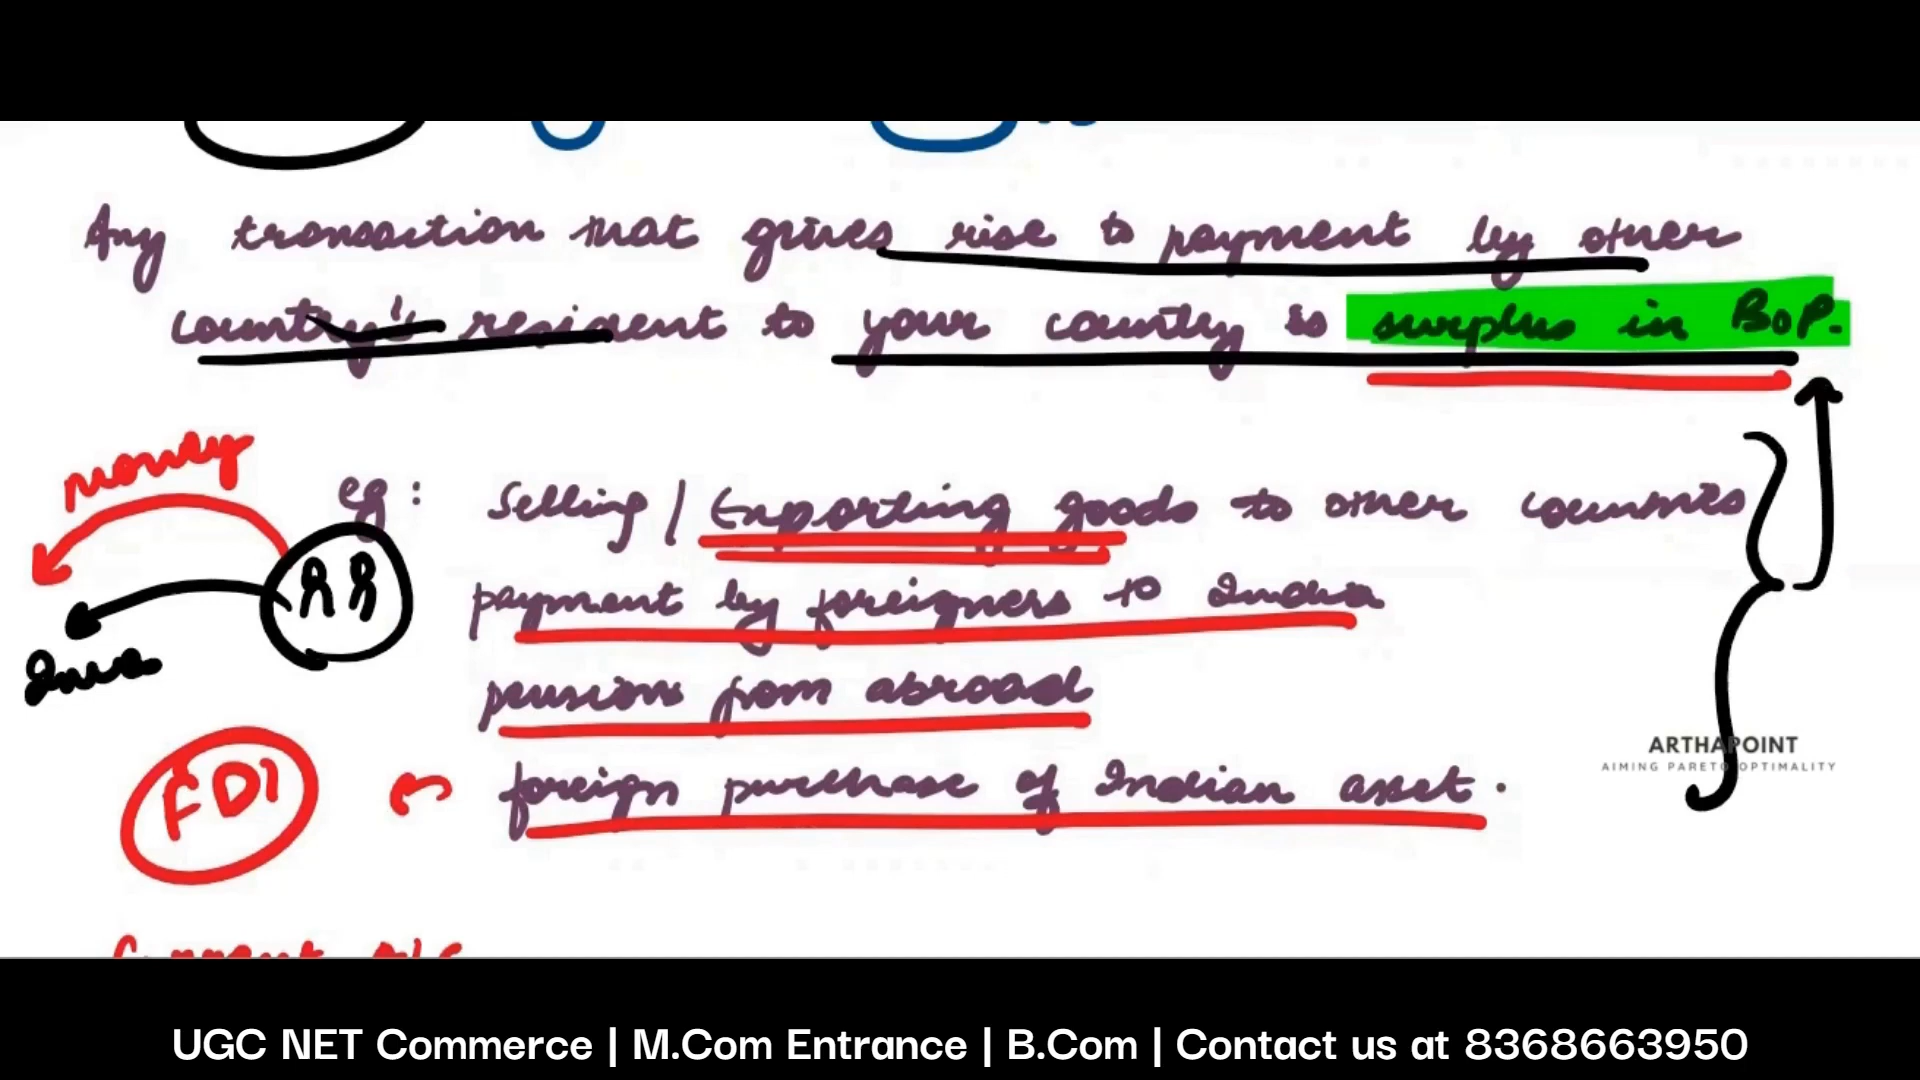 Any transaction that gives rise to payment by other
country's resident to your country is surplus in BoP.
money
eg: Selling / Exporting goods to other countries
payment by foreigners to India
pensions from abroad
FDI
foreign purchase of Indian asset.
ARTHAPOINT
AIMING PARETO OPTIMALITY
Current A/c
UGC NET Commerce | M.Com Entrance | B.Com | Contact us at 8368663950